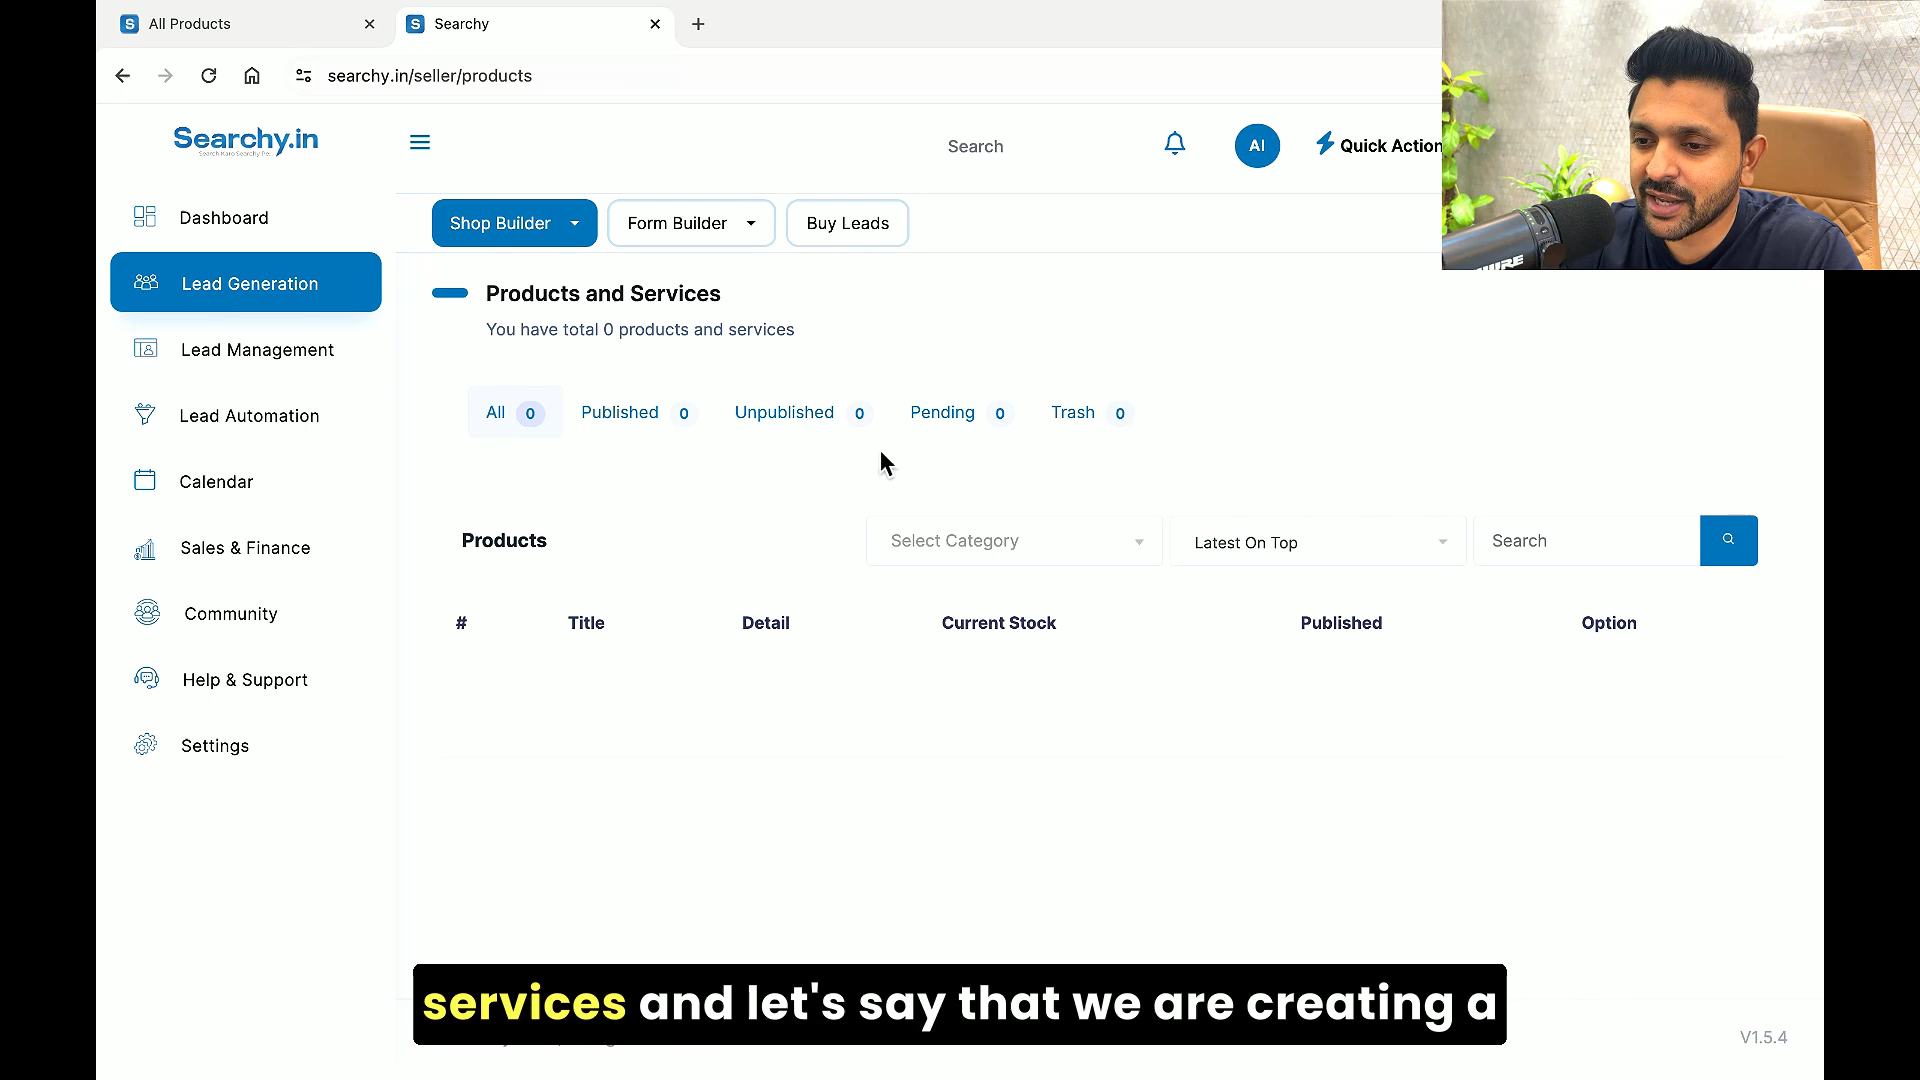 S All Products
S Searchy
searchy.in/seller/products
Searchy.in
Search Karo Searchy Pe..
Search
AI
Quick Action
Dashboard
Lead Generation
Lead Management
Lead Automation
Calendar
Sales & Finance
Community
Help & Support
Settings
Shop Builder
Form Builder
Buy Leads
Products and Services
You have total 0 products and services
All 0
Published 0
Unpublished 0
Pending 0
Trash 0
Products
Select Category
Latest On Top
Search
# Title Detail Current Stock Published Option
services and let's say that we are creating a
V1.5.4